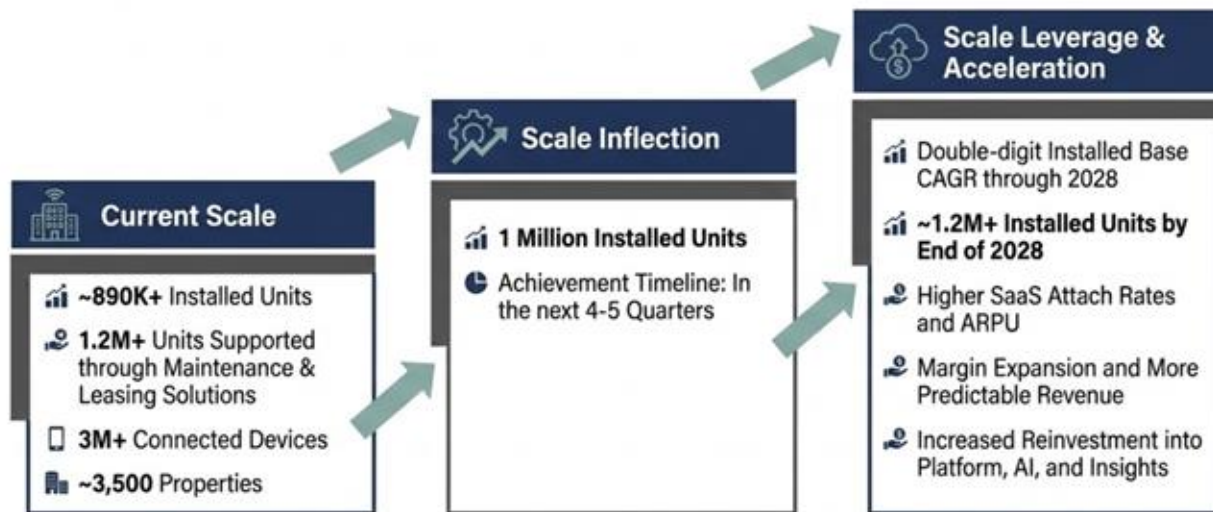 Current Scale
~890K+ Installed Units
1.2M+ Units Supported
through Maintenance &
Leasing Solutions
3M+ Connected Devices
~3,500 Properties
Scale Inflection
1 Million Installed Units
Achievement Timeline: In
the next 4-5 Quarters
Scale Leverage &
Acceleration
Double-digit Installed Base
CAGR through 2028
~1.2M+ Installed Units by
End of 2028
Higher SaaS Attach Rates
and ARPU
Margin Expansion and More
Predictable Revenue
Increased Reinvestment into
Platform, AI, and Insights